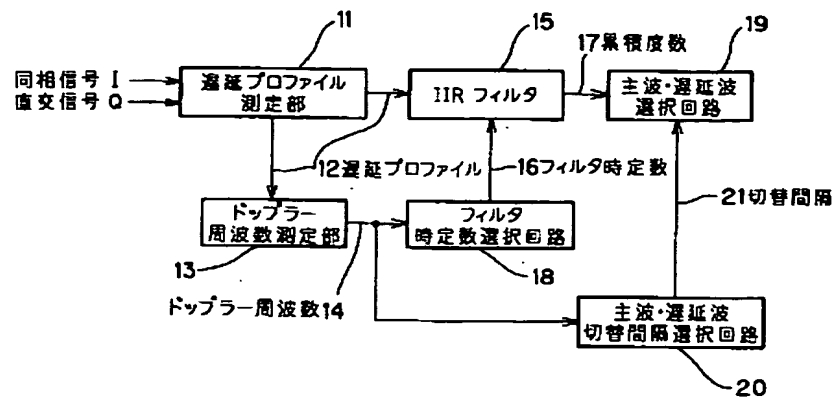 11
15
17累積度数
19
同相信号 I
直交信号 Q
遅延プロファイル
測定部
IIR フィルタ
主波・遅延波
選択回路
12遅延プロファイル
16フィルタ時定数
21切替間隔
ドップラー
周波数測定部
フィルタ
時定数選択回路
13
18
ドップラー周波数14
主波・遅延波
切替間隔選択回路
20